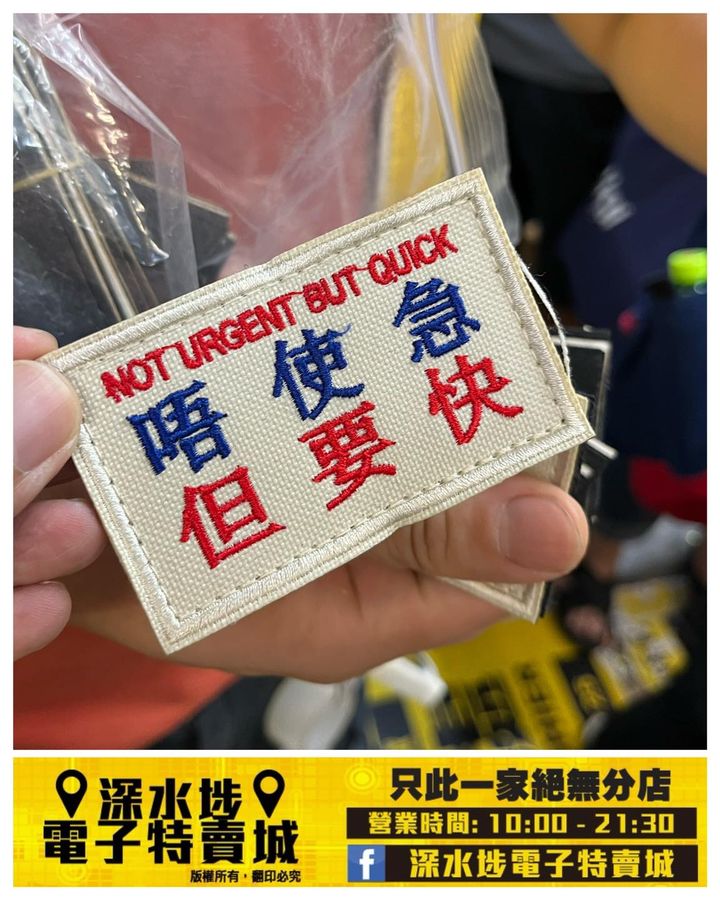 NOT URGENT BUT QUICK
唔使急
但要快
深水埗
電子特賣城
版權所有，翻印必究
只此一家絕無分店
營業時間: 10:00 - 21:30
f 深水埗電子特賣城